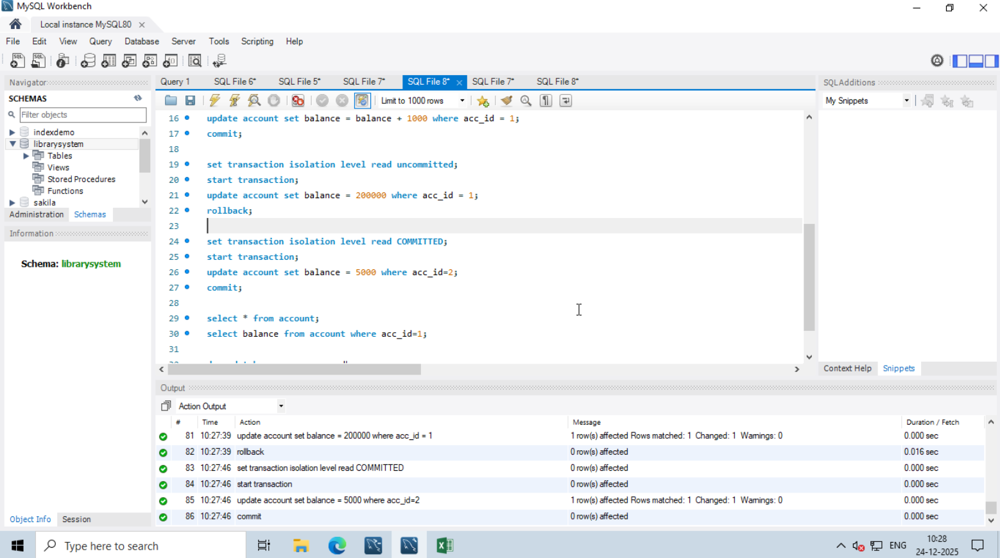 MySQL Workbench
Local instance MySQL80
File Edit View Query Database Server Tools Scripting Help
Navigator
SCHEMAS
Filter objects
indexdemo
librarysystem
Tables
Views
Stored Procedures
Functions
sakila
Administration Schemas
Information
Schema: librarysystem
Object Info Session
Query 1 SQL File 6* SQL File 5* SQL File 7* SQL File 8* SQL File 7* SQL File 8*
Limit to 1000 rows
16 update account set balance = balance + 1000 where acc_id = 1;
17 commit;
18
19 set transaction isolation level read uncommitted;
20 start transaction;
21 update account set balance = 200000 where acc_id = 1;
22 rollback;
23
24 set transaction isolation level read COMMITTED;
25 start transaction;
26 update account set balance = 5000 where acc_id=2;
27 commit;
28
29 select * from account;
30 select balance from account where acc_id=1;
31
SQLAdditions
My Snippets
Context Help Snippets
Output
Action Output
# Time Action Message Duration / Fetch
81 10:27:39 update account set balance = 200000 where acc_id = 1 1 row(s) affected Rows matched: 1 Changed: 1 Warnings: 0 0.000 sec
82 10:27:39 rollback 0 row(s) affected 0.016 sec
83 10:27:46 set transaction isolation level read COMMITTED 0 row(s) affected 0.000 sec
84 10:27:46 start transaction 0 row(s) affected 0.000 sec
85 10:27:46 update account set balance = 5000 where acc_id=2 1 row(s) affected Rows matched: 1 Changed: 1 Warnings: 0 0.000 sec
86 10:27:46 commit 0 row(s) affected 0.000 sec
Type here to search
ENG
10:28
24-12-2025